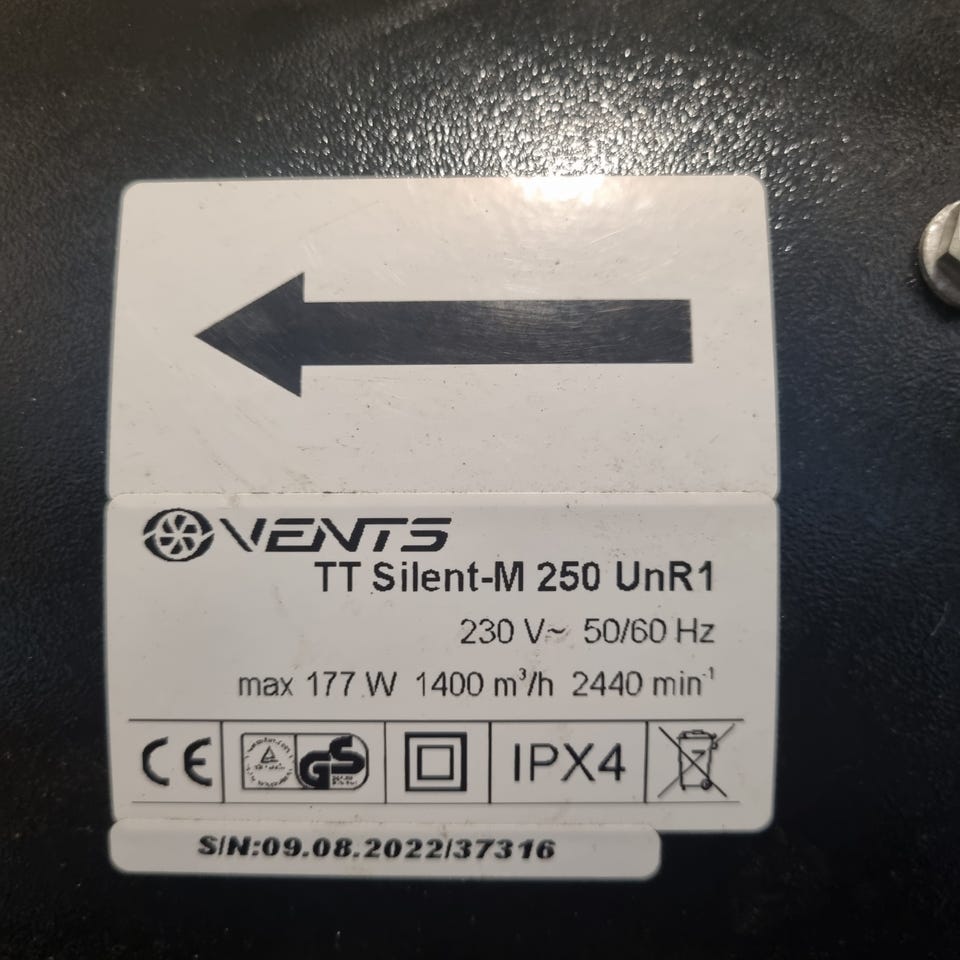 VENTS
TT Silent-M 250 UnR1
230 V~ 50/60 Hz
max 177 W 1400 m³/h 2440 min⁻¹
CE GS IPX4
S/N:09.08.2022/37316